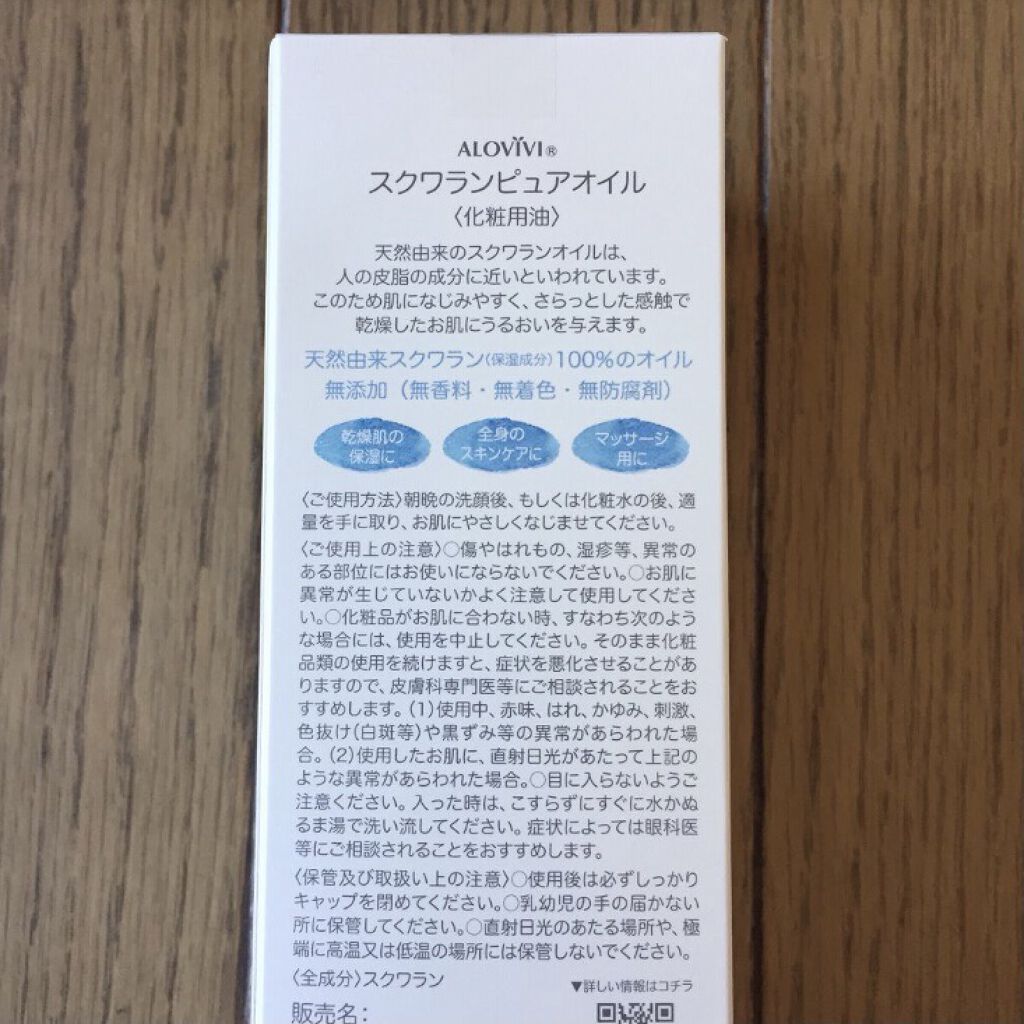 ALOVIVI®
スクワランピュアオイル
〈化粧用油〉
天然由来のスクワランオイルは、
人の皮脂の成分に近いといわれています。
このため肌になじみやすく、さらっとした感触で
乾燥したお肌にうるおいを与えます。
天然由来スクワラン(保湿成分)100%のオイル
無添加（無香料・無着色・無防腐剤）
乾燥肌の
保湿に
全身の
スキンケアに
マッサージ
用に
〈ご使用方法〉朝晩の洗顔後、もしくは化粧水の後、適
量を手に取り、お肌にやさしくなじませてください。
〈ご使用上の注意〉○傷やはれもの、湿疹等、異常の
ある部位にはお使いにならないでください。○お肌に
異常が生じていないかよく注意して使用してくださ
い。○化粧品がお肌に合わない時、すなわち次のよう
な場合には、使用を中止してください。そのまま化粧
品類の使用を続けますと、症状を悪化させることがあ
りますので、皮膚科専門医等にご相談されることをお
すすめします。(1)使用中、赤味、はれ、かゆみ、刺激、
色抜け(白斑等)や黒ずみ等の異常があらわれた場
合。(2)使用したお肌に、直射日光があたって上記の
ような異常があらわれた場合。○目に入らないようご
注意ください。入った時は、こすらずにすぐに水かぬ
るま湯で洗い流してください。症状によっては眼科医
等にご相談されることをおすすめします。
〈保管及び取扱い上の注意〉○使用後は必ずしっかり
キャップを閉めてください。○乳幼児の手の届かない
所に保管してください。○直射日光のあたる場所や、極
端に高温又は低温の場所には保管しないでください。
〈全成分〉スクワラン
▼詳しい情報はコチラ
販売名：